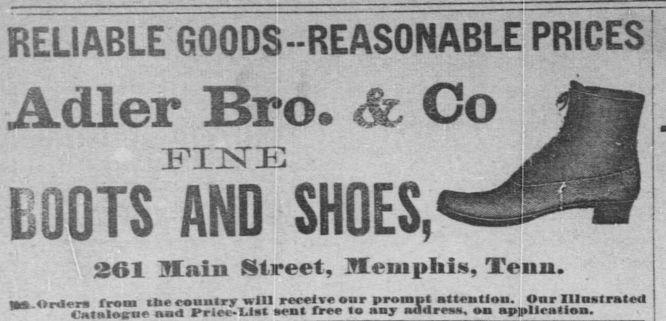 RELIABLE GOODS--REASONABLE PRICES
Adler Bro. & Co
FINE
BOOTS AND SHOES,
261 Main Street, Memphis, Tenn.
Orders from the country will receive our prompt attention. Our Illustrated
Catalogue and Price-List sent free to any address, on application.